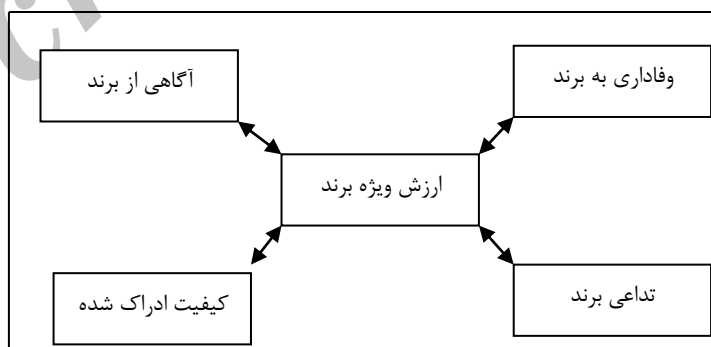 وفاداری به برند
آگاهی از برند
ارزش ویژه برند
تداعی برند
کیفیت ادراک شده